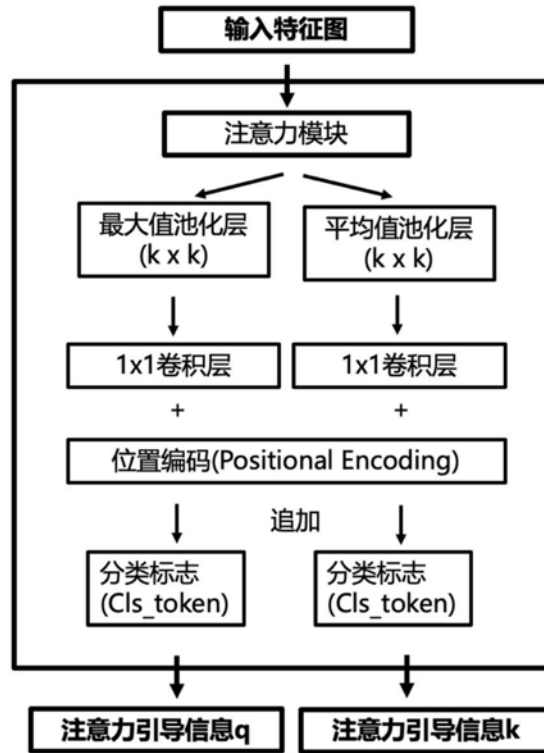 输入特征图
注意力模块
最大值池化层
(k x k)
平均值池化层
(k x k)
1x1卷积层
1x1卷积层
+
+
位置编码(Positional Encoding)
追加
分类标志
(Cls_token)
分类标志
(Cls_token)
注意力引导信息q
注意力引导信息k